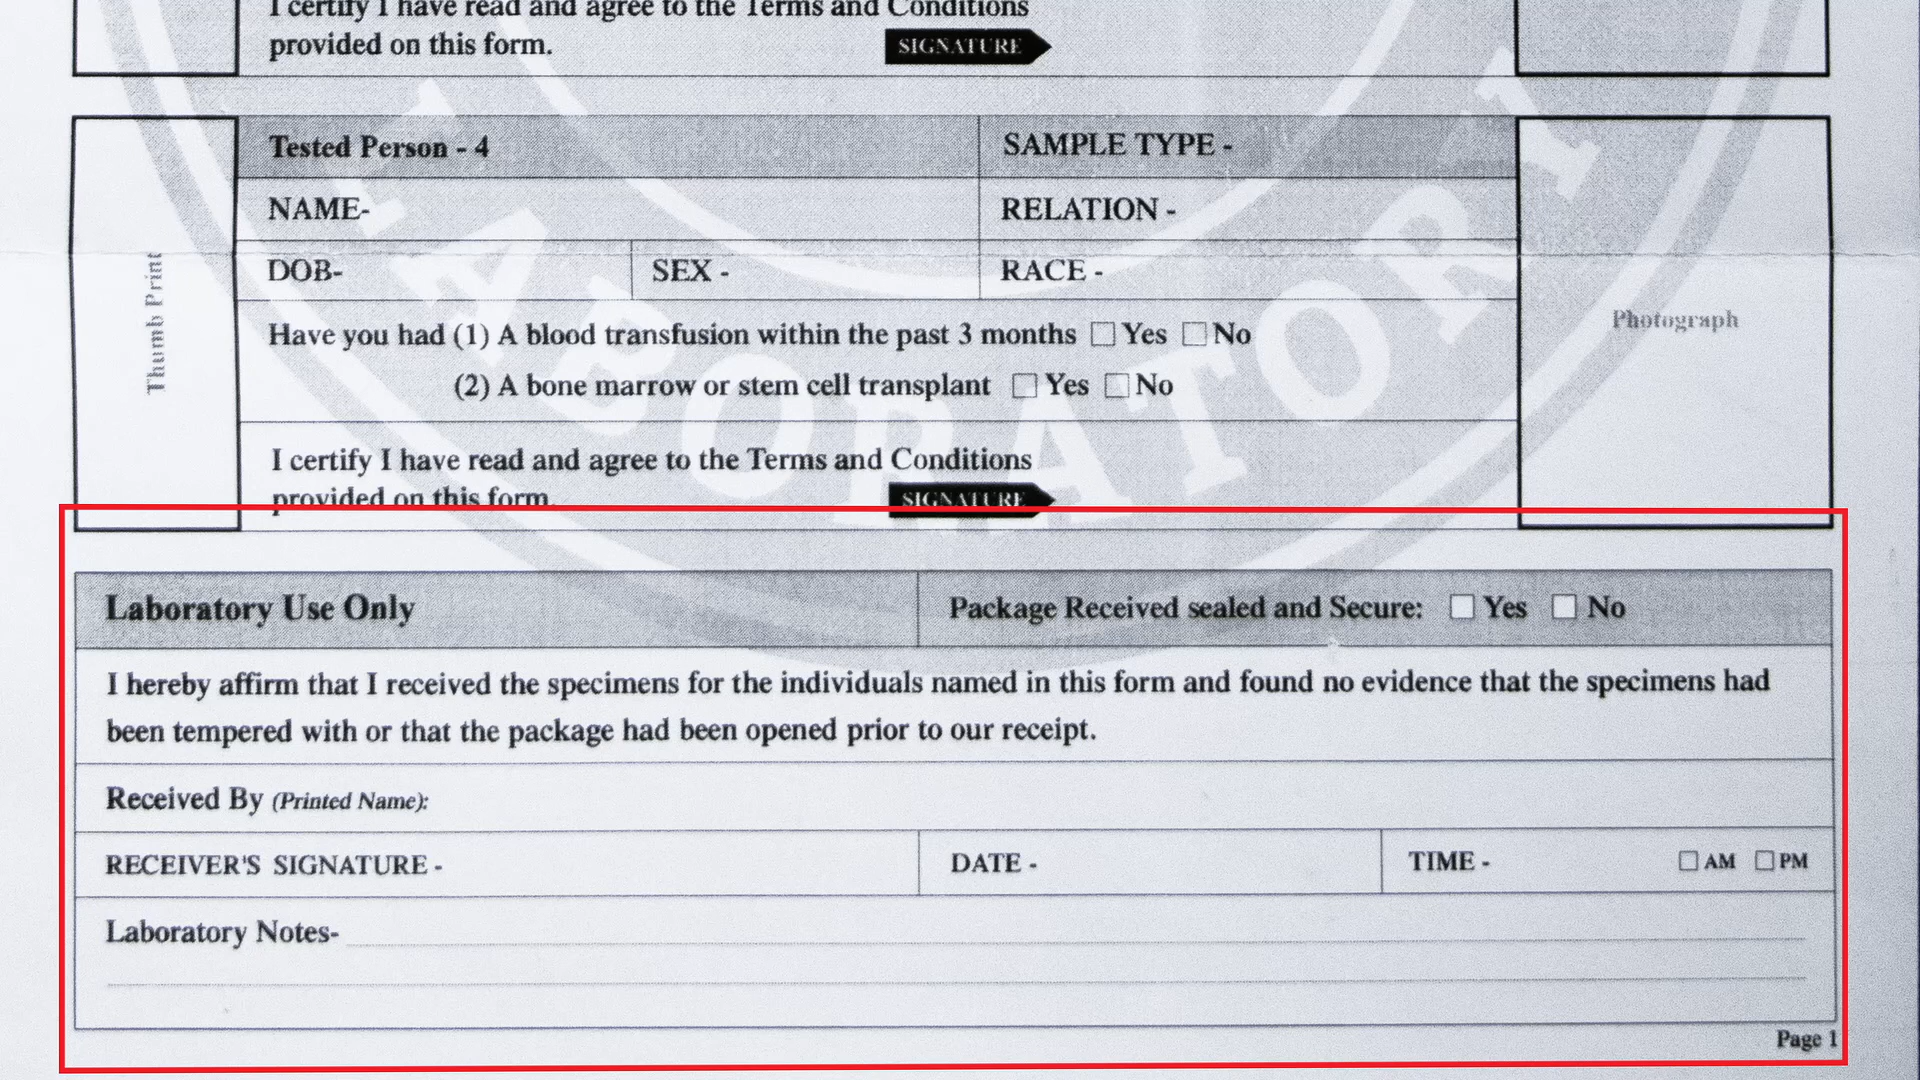 I certify I have read and agree to the Terms and Conditions
provided on this form.
SIGNATURE
Tested Person - 4
SAMPLE TYPE -
NAME-
RELATION -
DOB-
SEX -
RACE -
Thumb Print
Photograph
Have you had (1) A blood transfusion within the past 3 months Yes No
(2) A bone marrow or stem cell transplant Yes No
I certify I have read and agree to the Terms and Conditions
provided on this form.
SIGNATURE
LABORATORY
Laboratory Use Only
Package Received sealed and Secure: Yes No
I hereby affirm that I received the specimens for the individuals named in this form and found no evidence that the specimens had
been tempered with or that the package had been opened prior to our receipt.
Received By (Printed Name):
RECEIVER'S SIGNATURE -
DATE -
TIME -
AM PM
Laboratory Notes-
Page 1